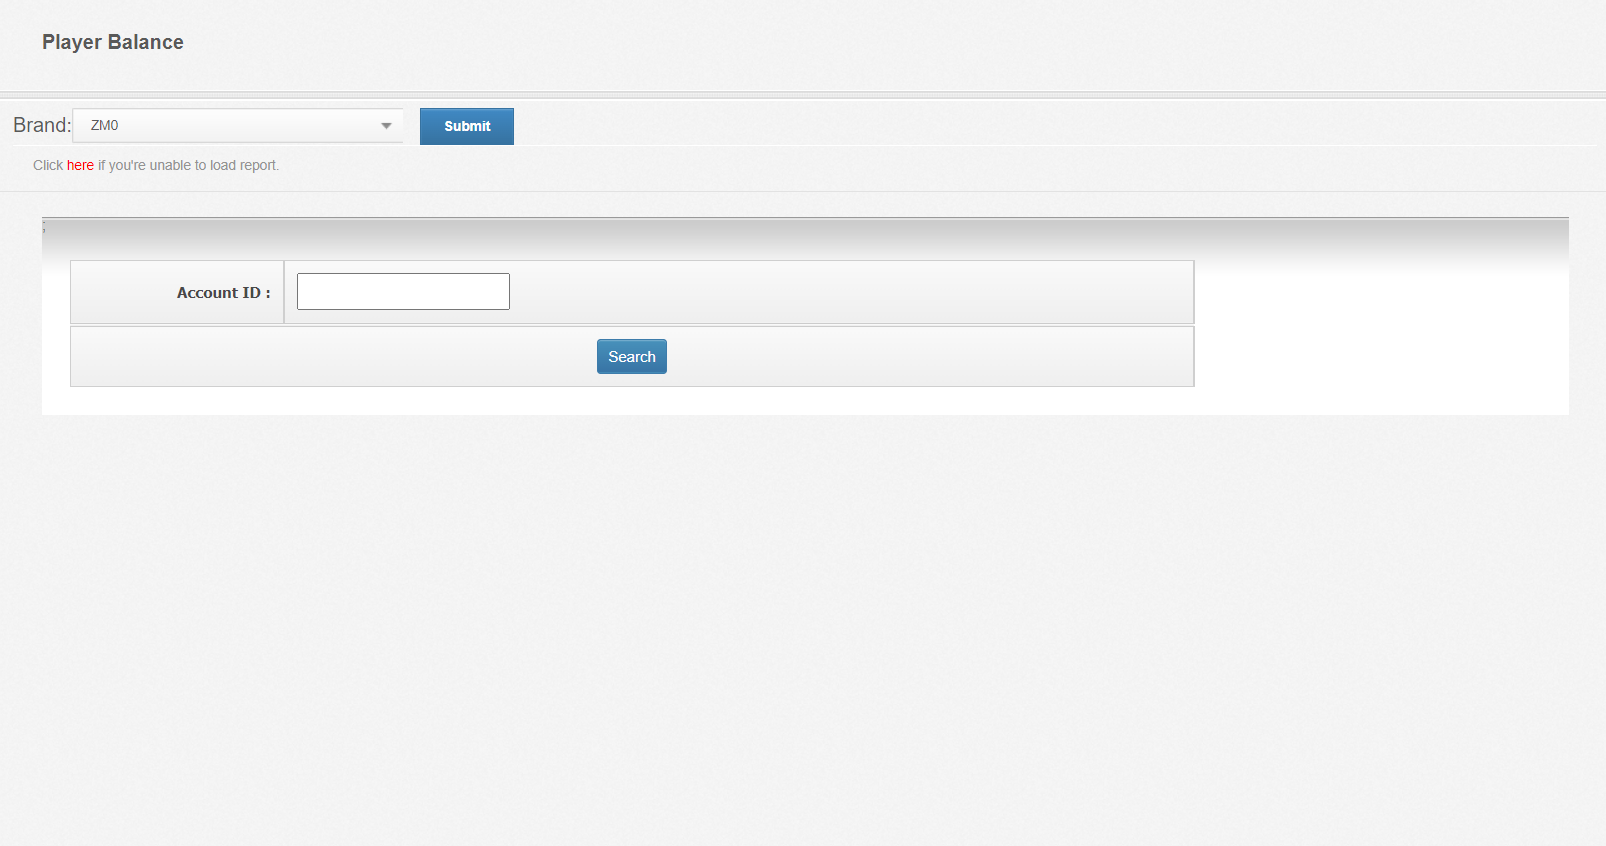 Player Balance
Brand: ZM0 Submit
Click here if you're unable to load report.
;
Account ID :
Search